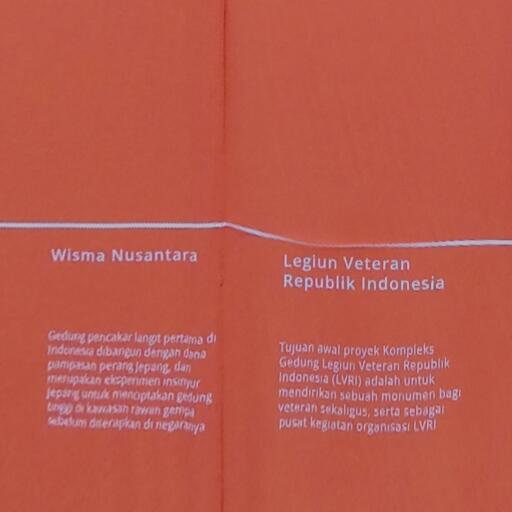 Wisma Nusantara
Gedung pencakar langit pertama di
Indonesia dibangun dengan dana
pampasan perang Jepang, dan
merupakan eksperimen insinyur
Jepang untuk menciptakan gedung
tinggi di kawasan rawan gempa
sebelum diterapkan di negaranya
Legiun Veteran
Republik Indonesia
Tujuan awal proyek Kompleks
Gedung Legiun Veteran Republik
Indonesia (LVRI) adalah untuk
mendirikan sebuah monumen bagi
veteran sekaligus, serta sebagai
pusat kegiatan organisasi LVRI